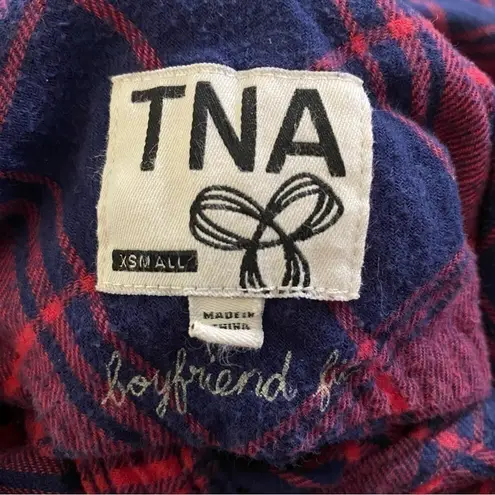 TNA
XSMALL
MADE IN
CHINA
boyfriend